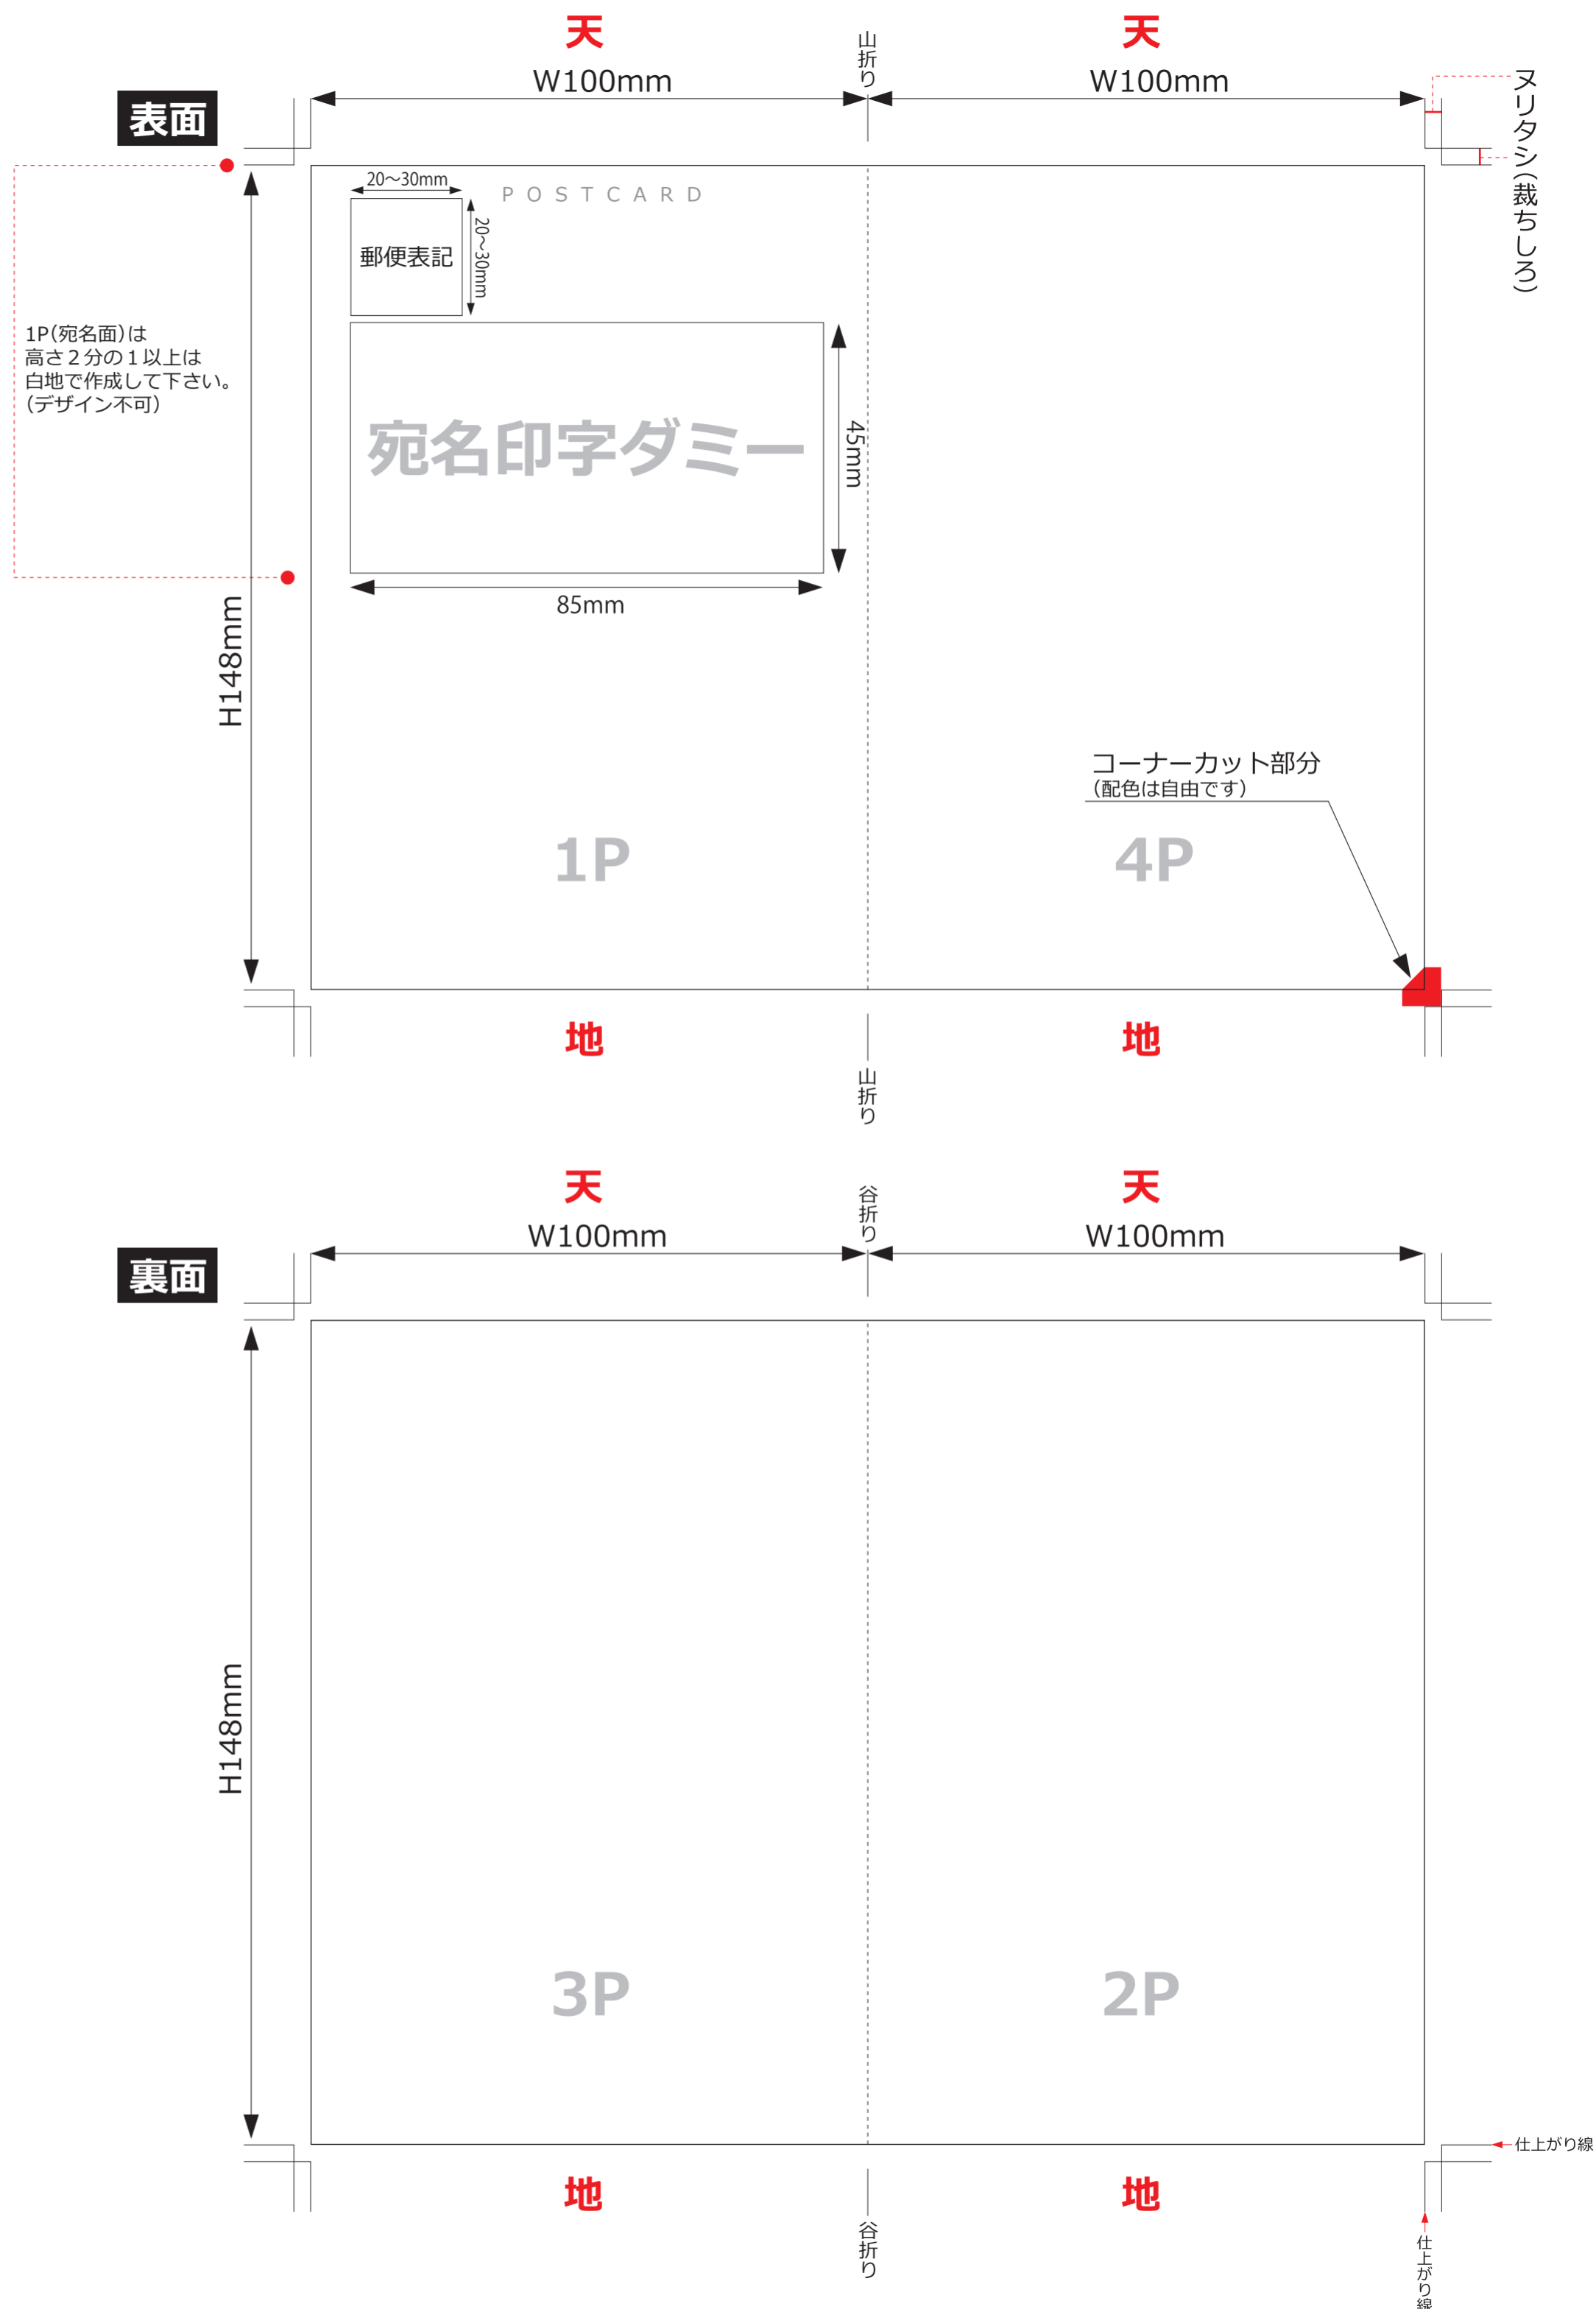 天
天
山折り
W100mm
W100mm
表面
ヌリタシ(裁ちしろ)
20〜30mm
POSTCARD
郵便表記
20〜30mm
1P(宛名面)は
高さ２分の１以上は
白地で作成して下さい。
(デザイン不可)
宛名印字ダミー
45mm
85mm
H148mm
コーナーカット部分
(配色は自由です)
1P
4P
地
地
山折り
天
天
谷折り
W100mm
W100mm
裏面
H148mm
3P
2P
仕上がり線
地
地
谷折り
仕上がり線